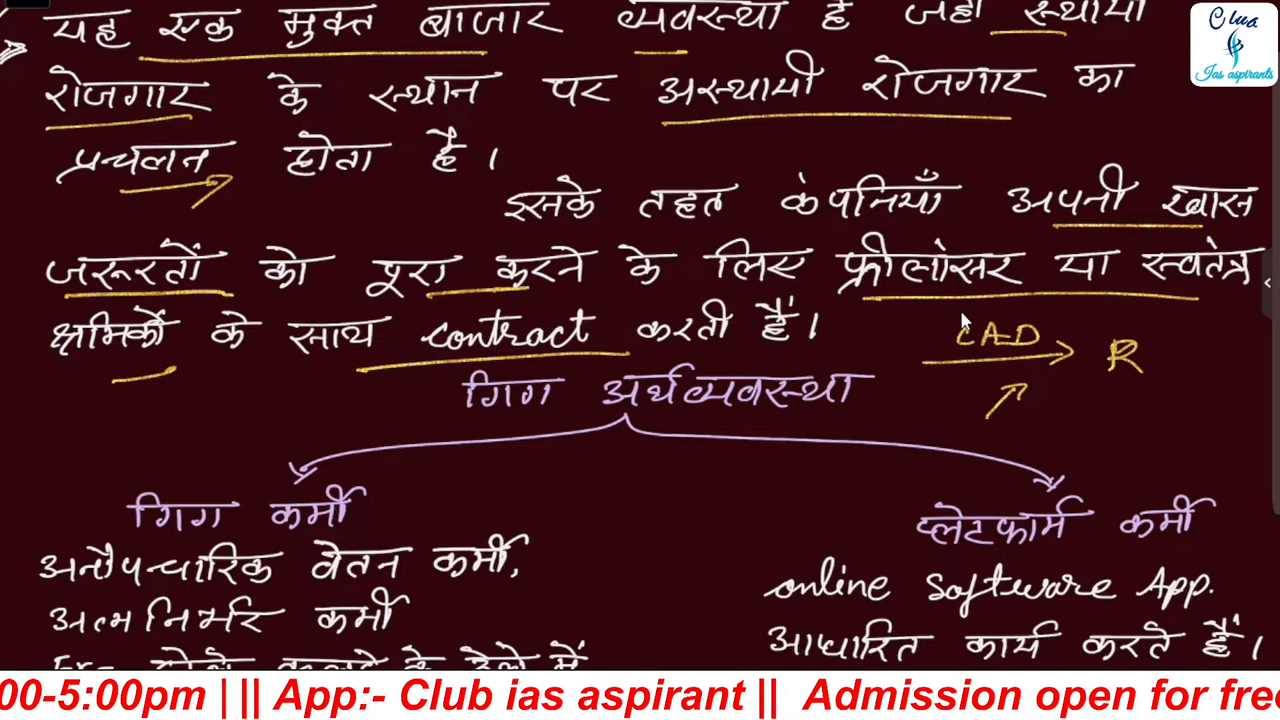 यह एक मुक्त बाजार व्यवस्था है जहाँ स्थायी
रोजगार के स्थान पर अस्थायी रोजगार का
प्रचलन होता है।
इसके तहत कंपनियाँ अपनी खास
जरूरतों को पूरा करने के लिए फ्रीलांसर या स्वतंत्र
श्रमिकों के साथ contract करती हैं।
CAD
R
गिग अर्थव्यवस्था
गिग कर्मी
प्लेटफार्म कर्मी
अनौपचारिक वेतन कर्मी,
आत्मनिर्भर कर्मी
online Software App.
आधारित कार्य करते हैं।
Club
Ias aspirants
00-5:00pm | || App:- Club ias aspirant || Admission open for free